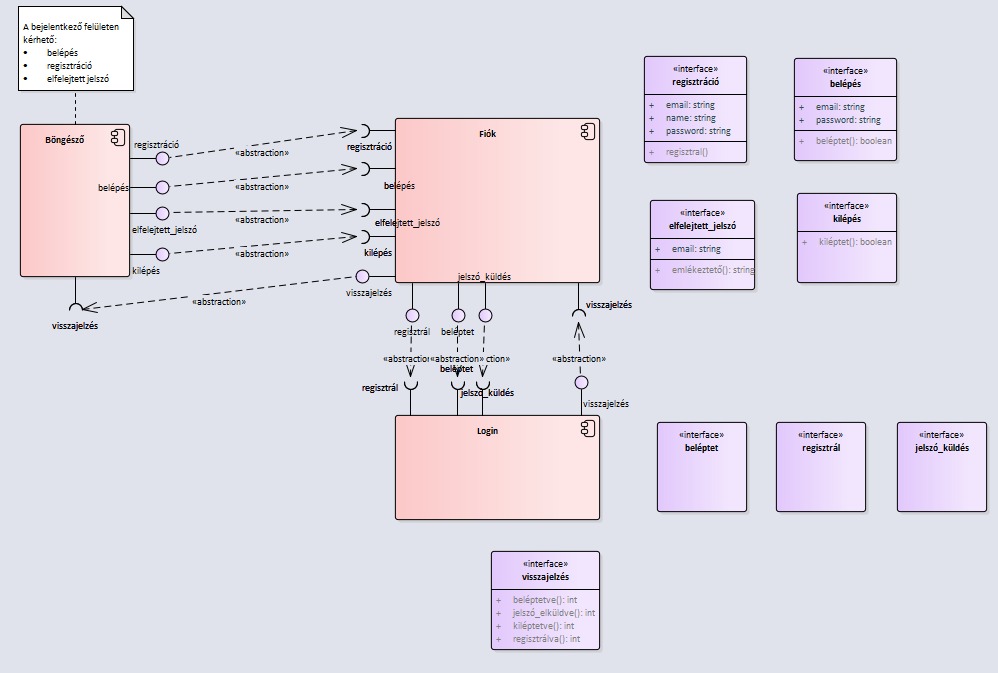 A bejelentkező felületen
kérhető:
• belépés
• regisztráció
• elfelejtett jelszó
Böngésző
regisztráció
belépés
elfelejtett_jelszó
kilépés
visszajelzés
«abstraction»
«abstraction»
«abstraction»
«abstraction»
«abstraction»
Fiók
regisztráció
belépés
elfelejtett_jelszó
kilépés
visszajelzés
jelszó_küldés
visszajelzés
regisztrál
beléptet
«abstraction»
«abstraction»
ction»
«abstraction»
regisztrál
beléptet
jelszó_küldés
visszajelzés
Login
«interface»
regisztráció
+ email: string
+ name: string
+ password: string
+ regisztral()
«interface»
belépés
+ email: string
+ password: string
+ beléptet(): boolean
«interface»
elfelejtett_jelszó
+ email: string
+ emlékeztető(): string
«interface»
kilépés
+ kiléptet(): boolean
«interface»
beléptet
«interface»
regisztrál
«interface»
jelszó_küldés
«interface»
visszajelzés
+ beléptetve(): int
+ jelszó_elküldve(): int
+ kiléptetve(): int
+ regisztrálva(): int